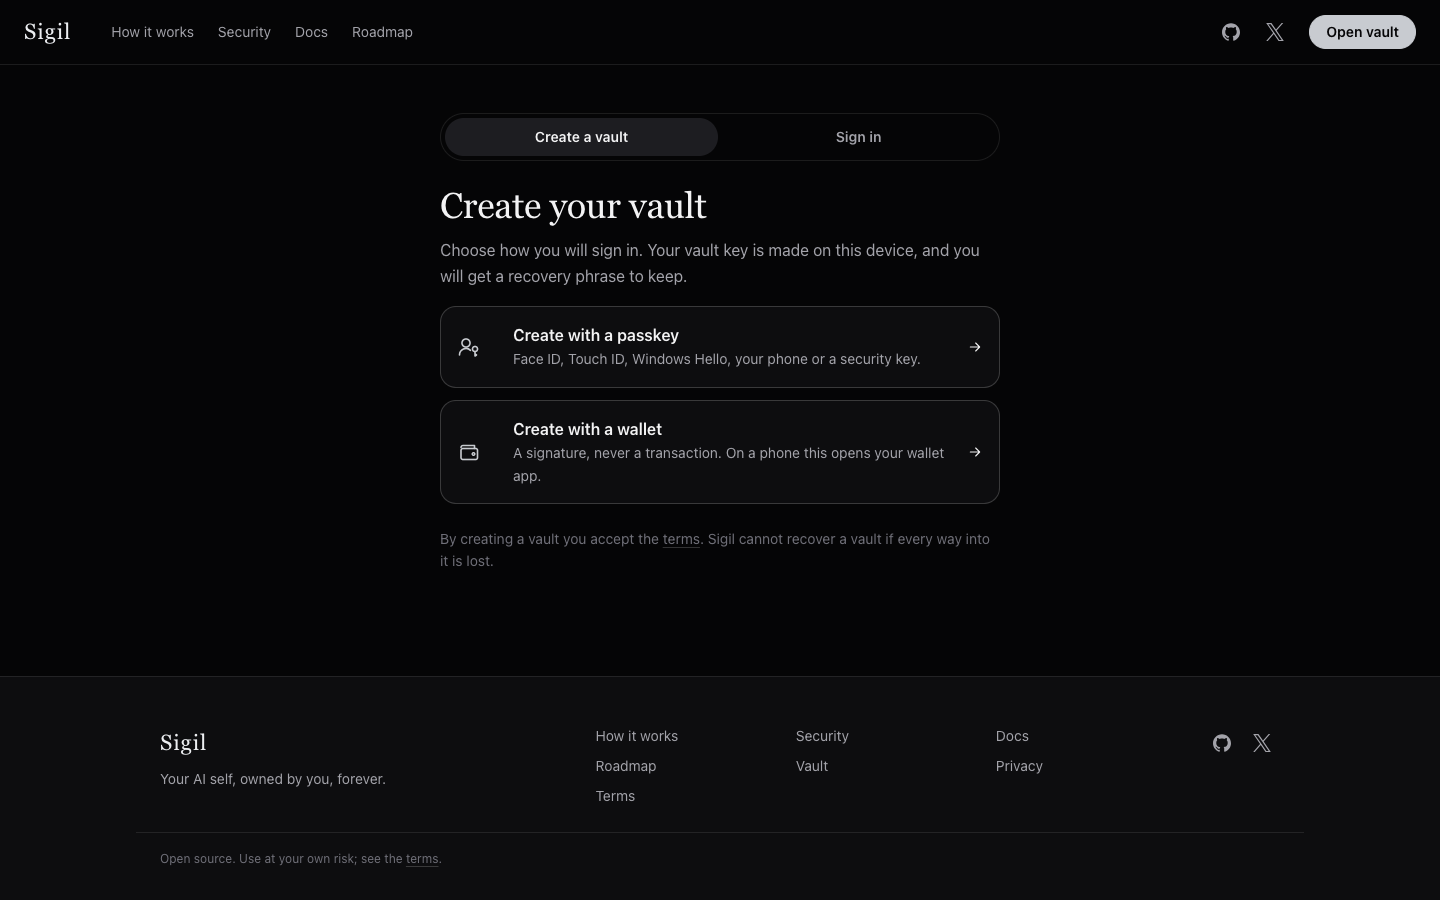 Sigil
How it works
Security
Docs
Roadmap
Open vault
Create a vault
Sign in
Create your vault
Choose how you will sign in. Your vault key is made on this device, and you
will get a recovery phrase to keep.
Create with a passkey
Face ID, Touch ID, Windows Hello, your phone or a security key.
Create with a wallet
A signature, never a transaction. On a phone this opens your wallet
app.
By creating a vault you accept the terms. Sigil cannot recover a vault if every way into
it is lost.
Sigil
Your AI self, owned by you, forever.
How it works
Security
Docs
Roadmap
Vault
Privacy
Terms
Open source. Use at your own risk; see the terms.